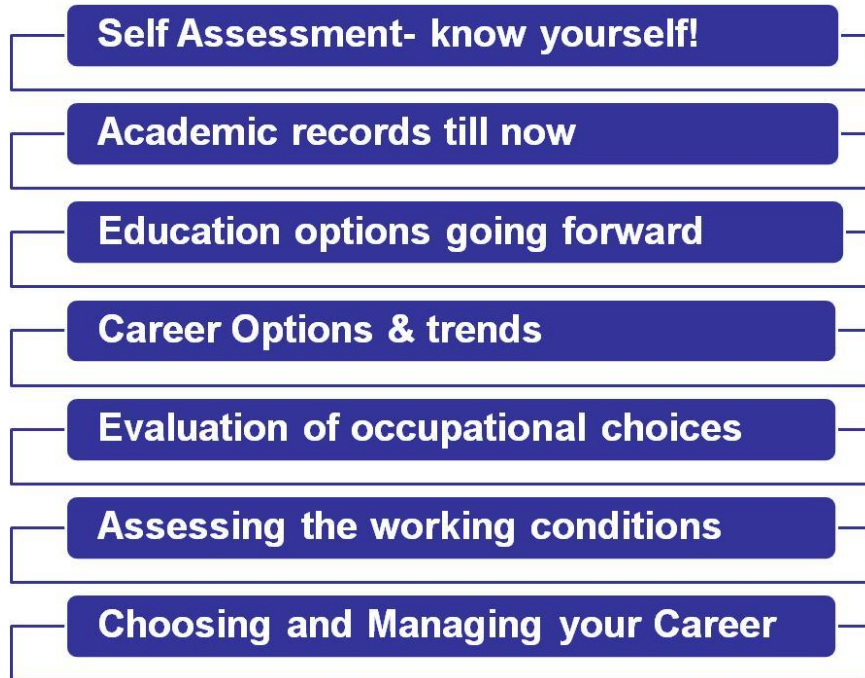 Self Assessment- know yourself!
Academic records till now
Education options going forward
Career Options & trends
Evaluation of occupational choices
Assessing the working conditions
Choosing and Managing your Career